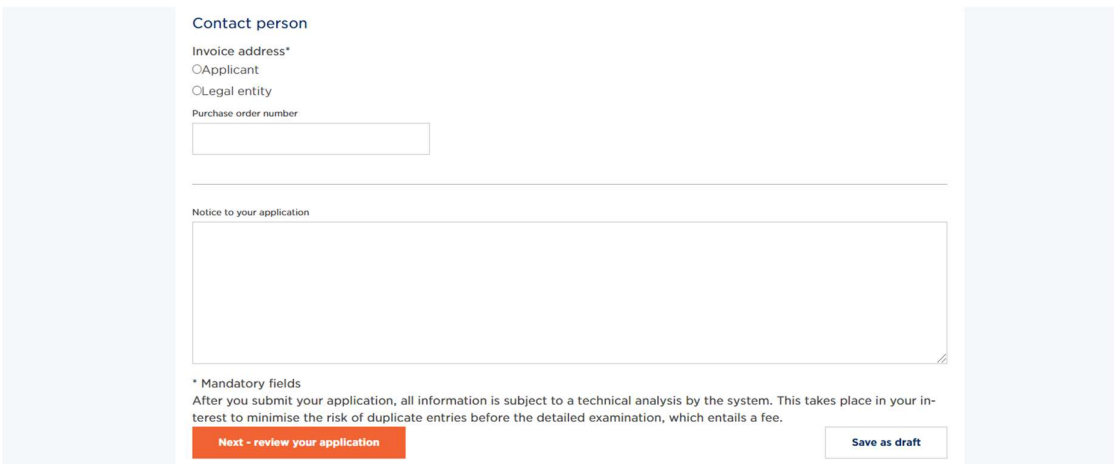 Contact person
Invoice address*
Applicant
Legal entity
Purchase order number
Notice to your application
* Mandatory fields
After you submit your application, all information is subject to a technical analysis by the system. This takes place in your in-
terest to minimise the risk of duplicate entries before the detailed examination, which entails a fee.
Next - review your application
Save as draft